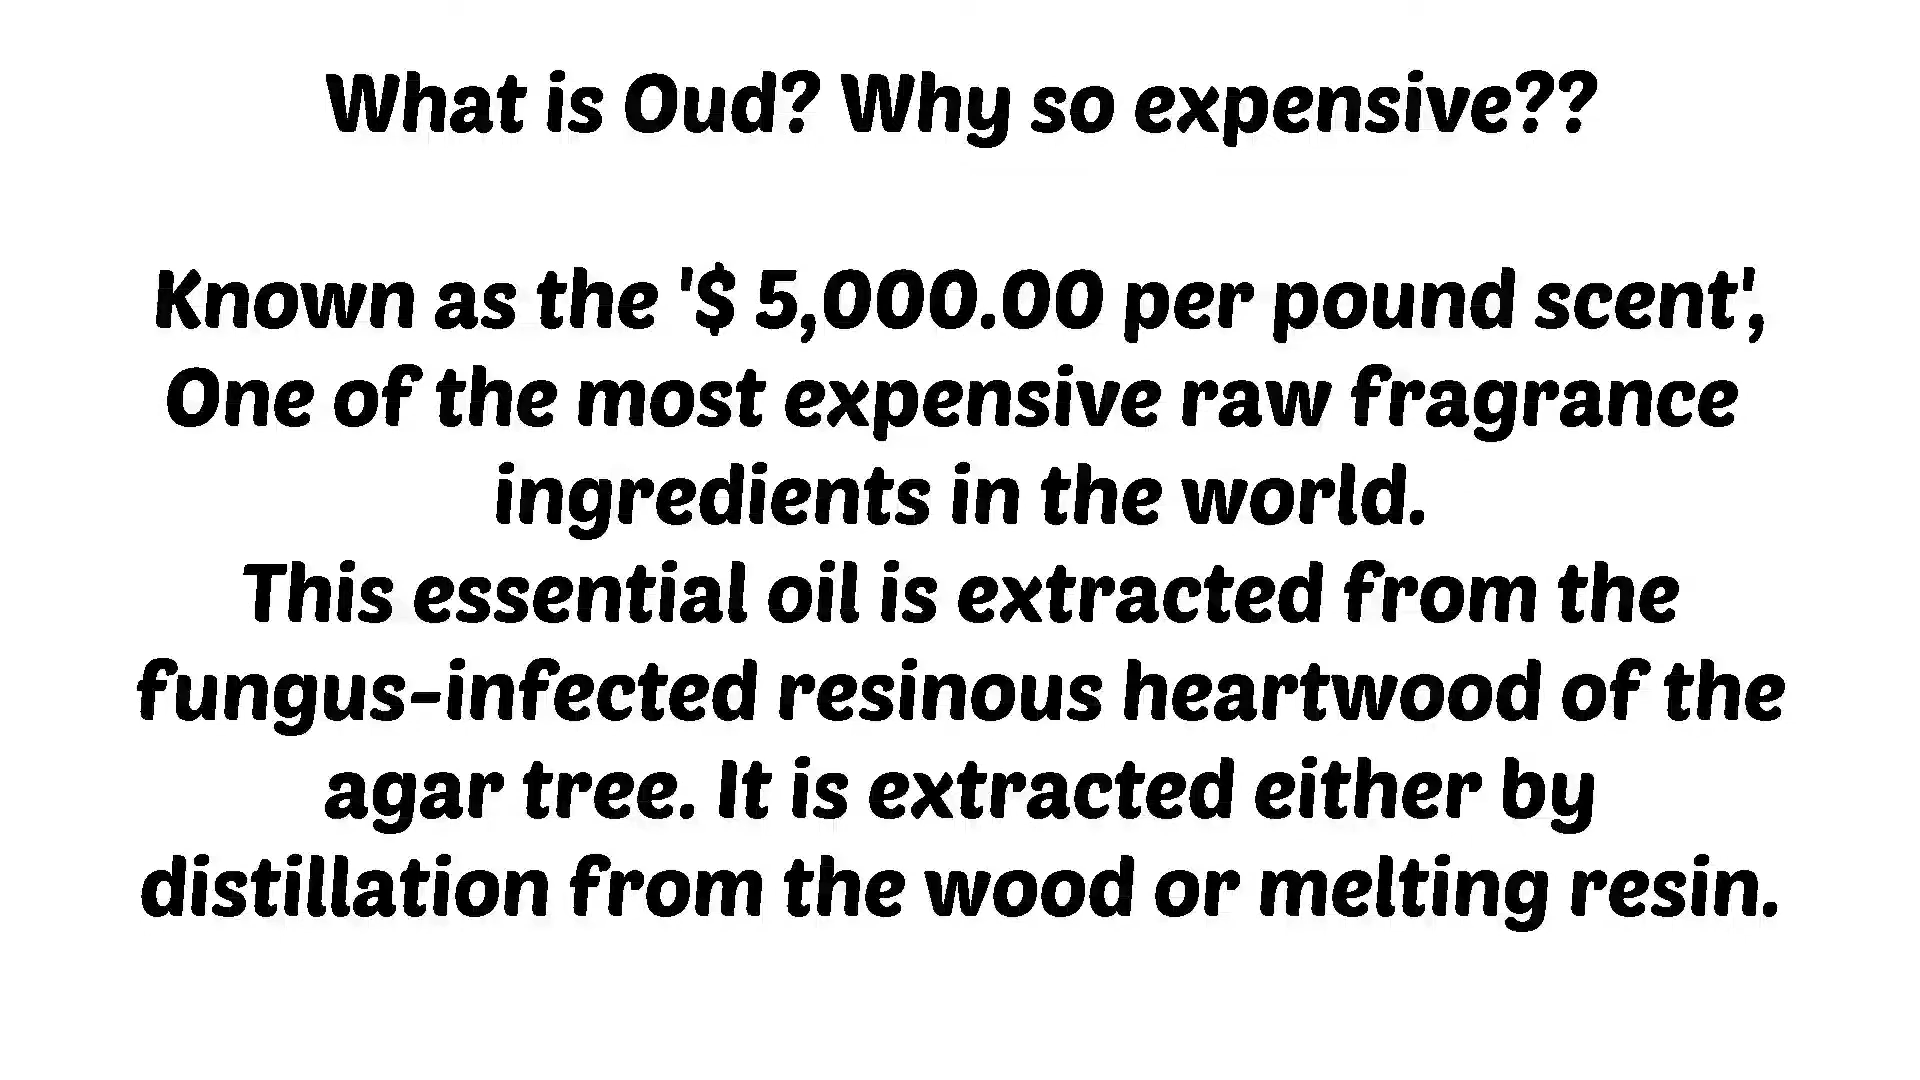 What is Oud? Why so expensive??
Known as the '$ 5,000.00 per pound scent',
One of the most expensive raw fragrance
ingredients in the world.
This essential oil is extracted from the
fungus-infected resinous heartwood of the
agar tree. It is extracted either by
distillation from the wood or melting resin.